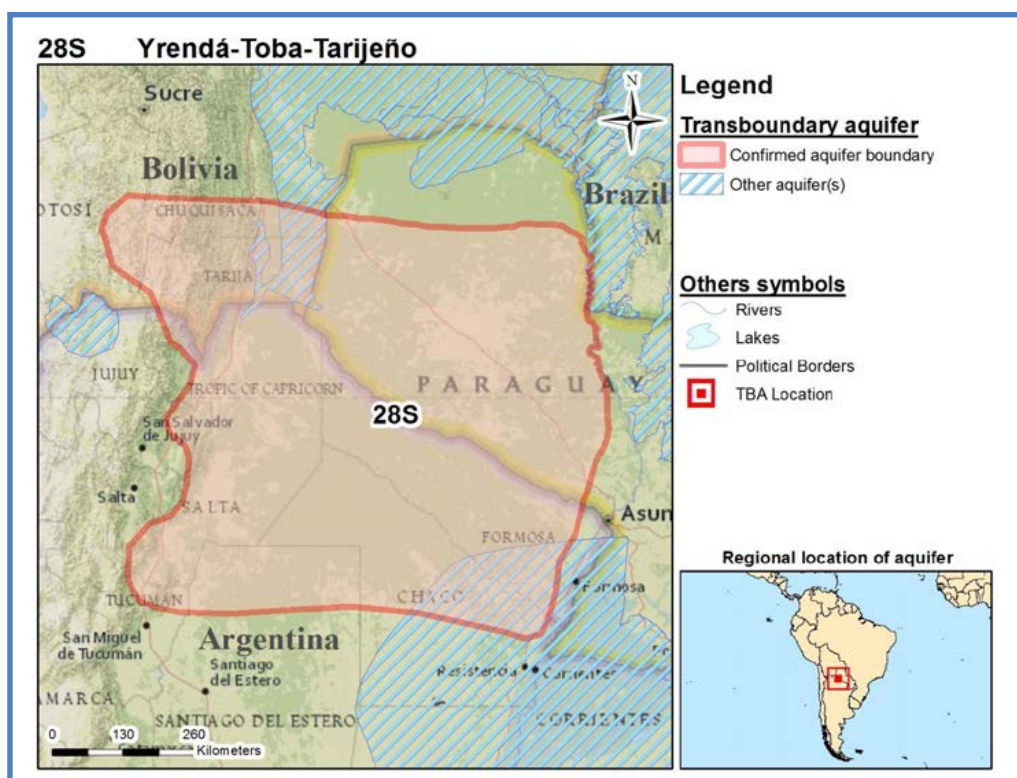 28S Yrendá-Toba-Tarijeño
Sucre
Bolivia
OTOSÍ
CHUQUISACA
TARIJA
Brazil
M A
JUJUY
TROPIC OF CAPRICORN
PARAGUAY
28S
San Salvador
de Jujuy
Salta
SALTA
Asun
FORMOSA
Formosa
CHACO
TUCUMÁN
San Miguel
de Tucumán
Argentina
Santiago
del Estero
Resistencia
Corrientes
AMARCA
SANTIAGO DEL ESTERO
CORRIENTES
0 130 260
Kilometers
N
Legend
Transboundary aquifer
Confirmed aquifer boundary
Other aquifer(s)
Others symbols
Rivers
Lakes
Political Borders
TBA Location
Regional location of aquifer